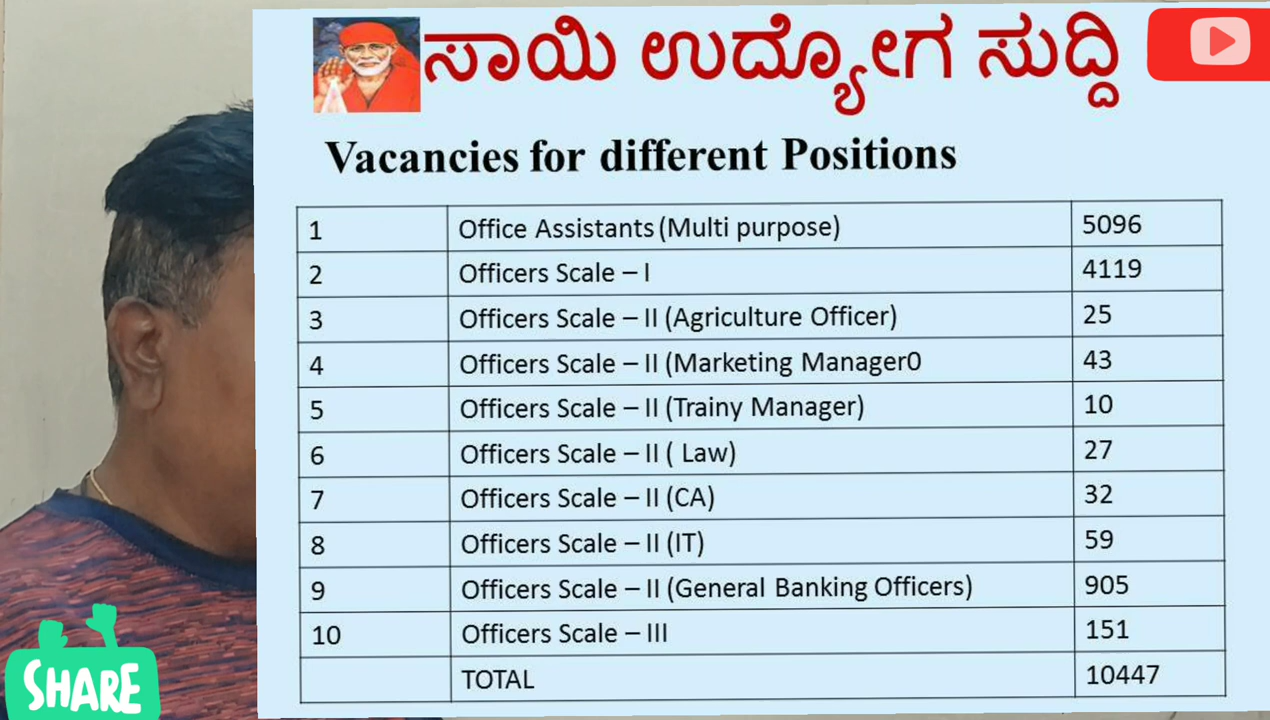 ಸಾಯಿ ಉದ್ಯೋಗ ಸುದ್ದಿ
Vacancies for different Positions
1 Office Assistants (Multi purpose) 5096
2 Officers Scale – I 4119
3 Officers Scale – II (Agriculture Officer) 25
4 Officers Scale – II (Marketing Manager0 43
5 Officers Scale – II (Trainy Manager) 10
6 Officers Scale – II ( Law) 27
7 Officers Scale – II (CA) 32
8 Officers Scale – II (IT) 59
9 Officers Scale – II (General Banking Officers) 905
10 Officers Scale – III 151
TOTAL 10447
SHARE